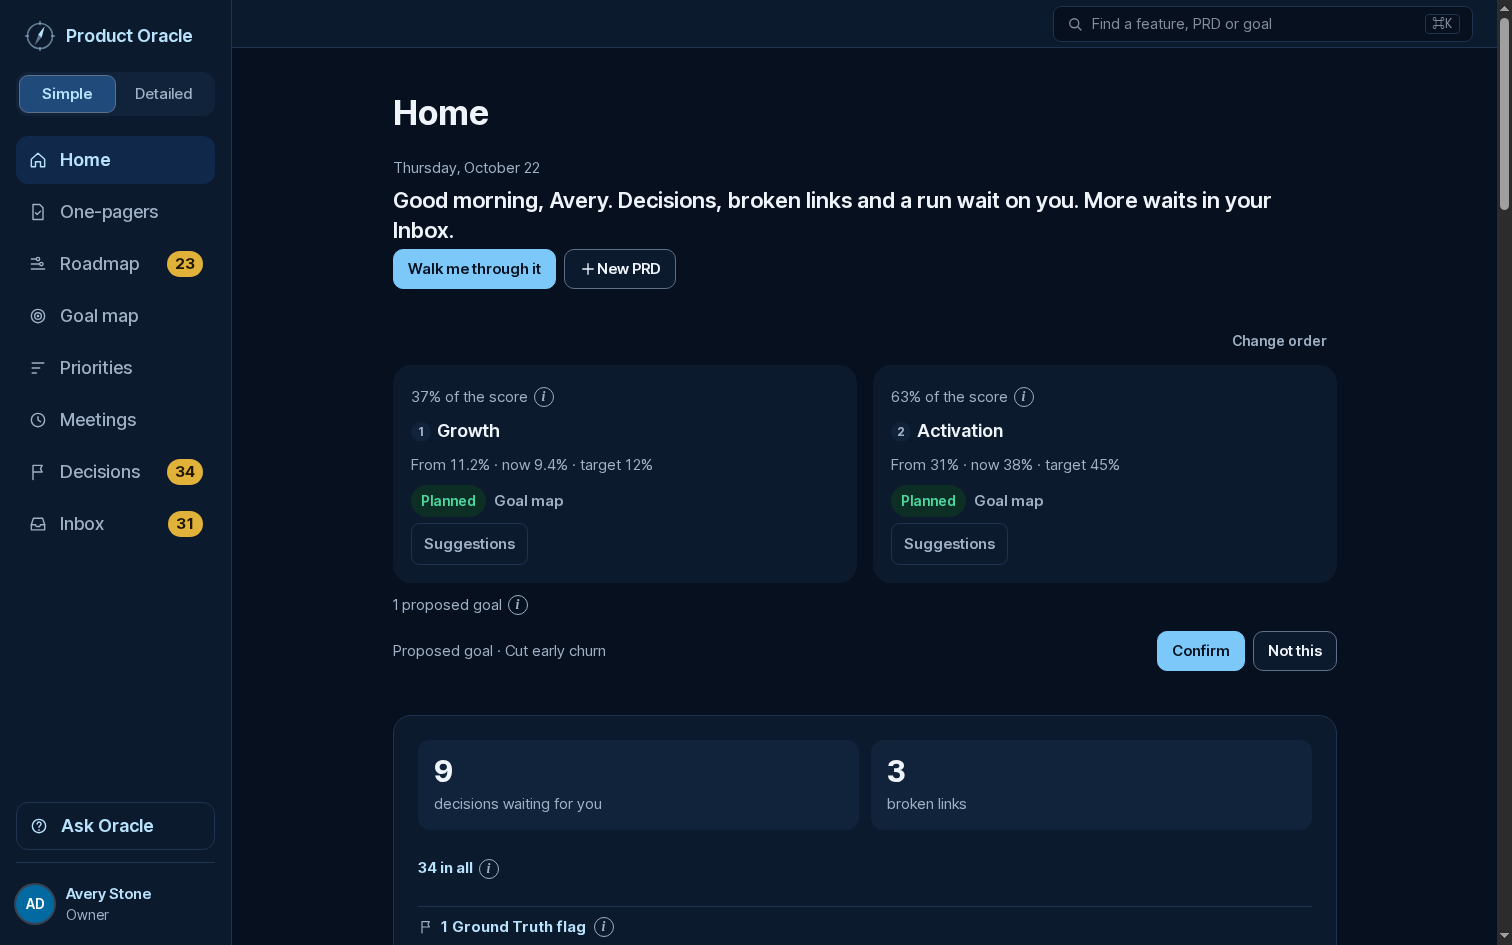 Product Oracle
Simple
Detailed
Home
One-pagers
Roadmap
23
Goal map
Priorities
Meetings
Decisions
34
Inbox
31
Ask Oracle
AD
Avery Stone
Owner
Find a feature, PRD or goal
⌘K
Home
Thursday, October 22
Good morning, Avery. Decisions, broken links and a run wait on you. More waits in your
Inbox.
Walk me through it
+ New PRD
Change order
37% of the score i
1 Growth
From 11.2% · now 9.4% · target 12%
Planned Goal map
Suggestions
63% of the score i
2 Activation
From 31% · now 38% · target 45%
Planned Goal map
Suggestions
1 proposed goal i
Proposed goal · Cut early churn
Confirm
Not this
9
decisions waiting for you
3
broken links
34 in all i
1 Ground Truth flag i